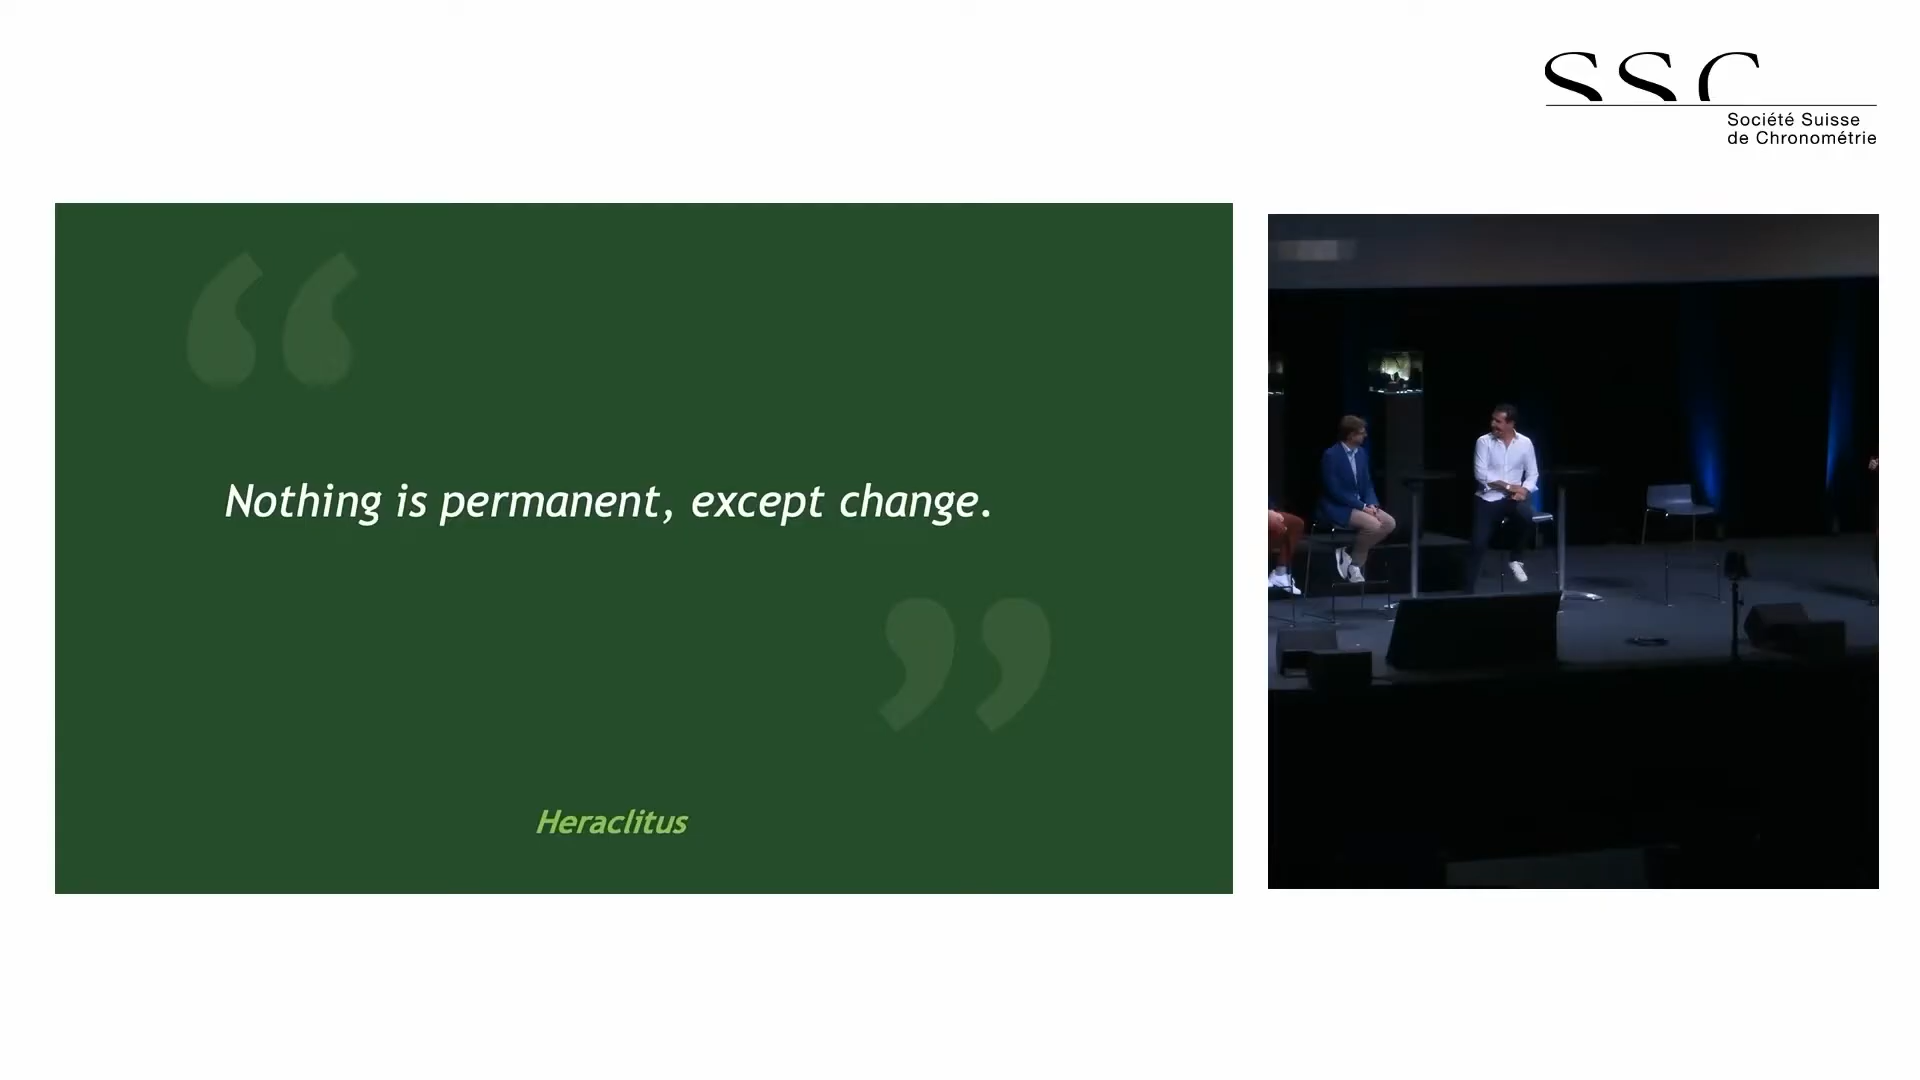 SSC
Société Suisse
de Chronométrie
“
Nothing is permanent, except change.
”
Heraclitus